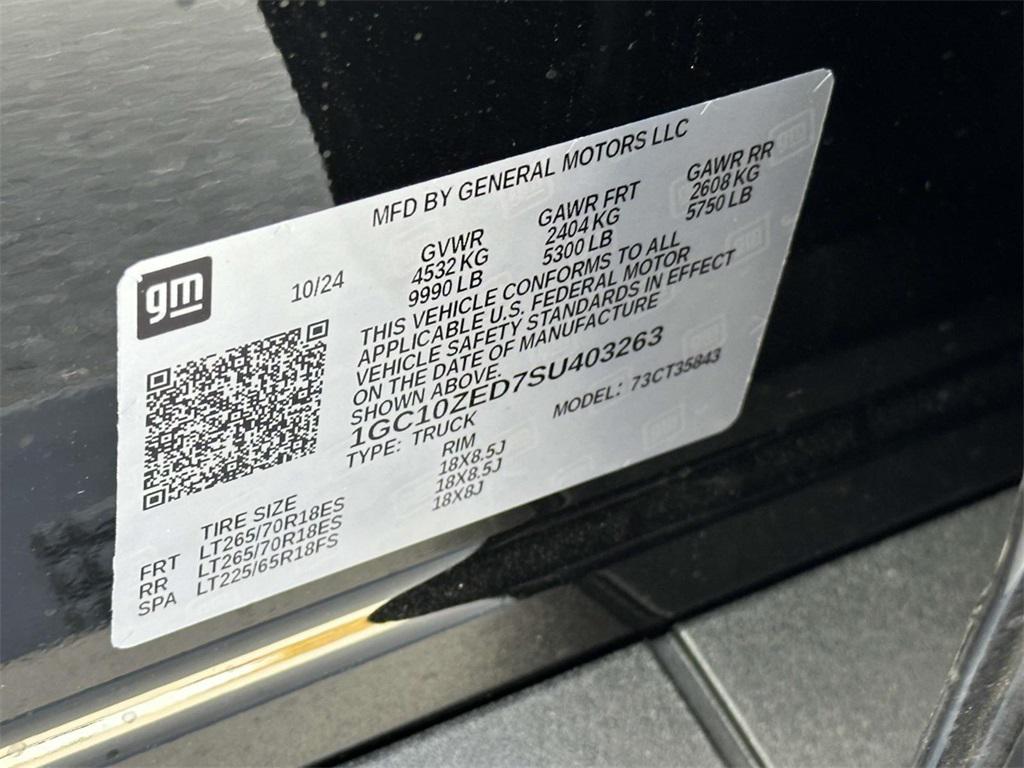 MFD BY GENERAL MOTORS LLC
gm
10/24
GVWR
4532 KG
9990 LB
GAWR FRT
2404 KG
5300 LB
GAWR RR
2608 KG
5750 LB
THIS VEHICLE CONFORMS TO ALL
APPLICABLE U.S. FEDERAL MOTOR
VEHICLE SAFETY STANDARDS IN EFFECT
ON THE DATE OF MANUFACTURE
SHOWN ABOVE.
1GC10ZED7SU403263
TYPE: TRUCK
MODEL: 73CT35843
TIRE SIZE RIM
FRT LT265/70R18ES 18X8.5J
RR LT265/70R18ES 18X8.5J
SPA LT225/65R18FS 18X8J